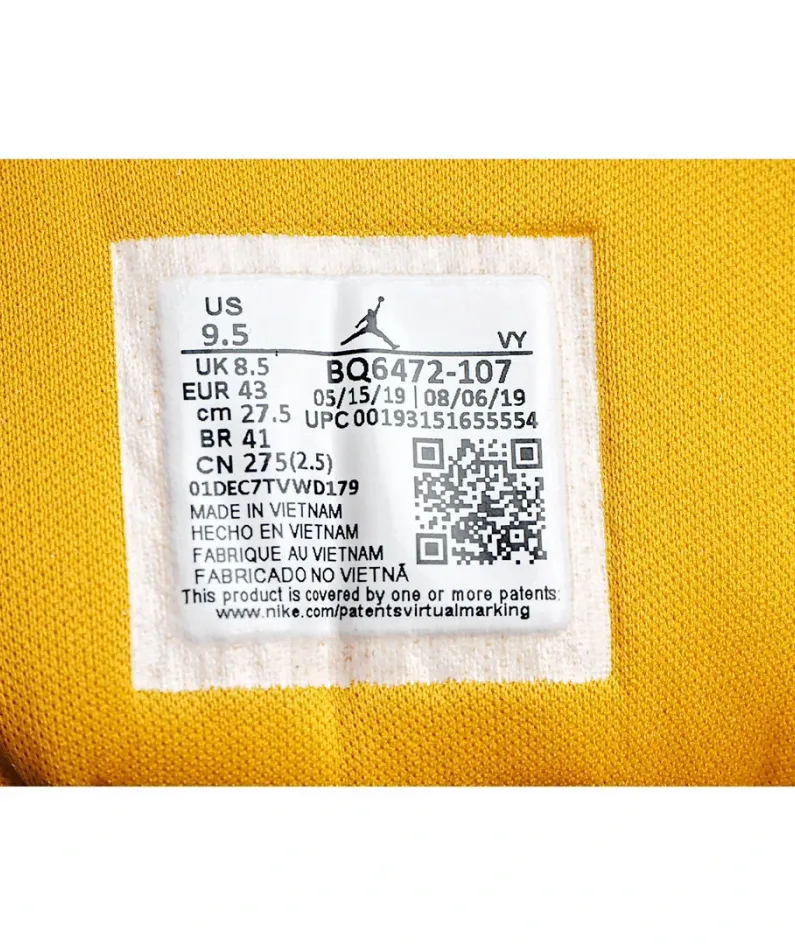 US
9.5
VY
UK 8.5
BQ6472-107
EUR 43
05/15/19 | 08/06/19
cm 27.5
UPC 00193151655554
BR 41
CN 275(2.5)
01DEC7TVWD179
MADE IN VIETNAM
HECHO EN VIETNAM
FABRIQUE AU VIETNAM
FABRICADO NO VIETNÃ
This product is covered by one or more patents:
www.nike.com/patentsvirtualmarking